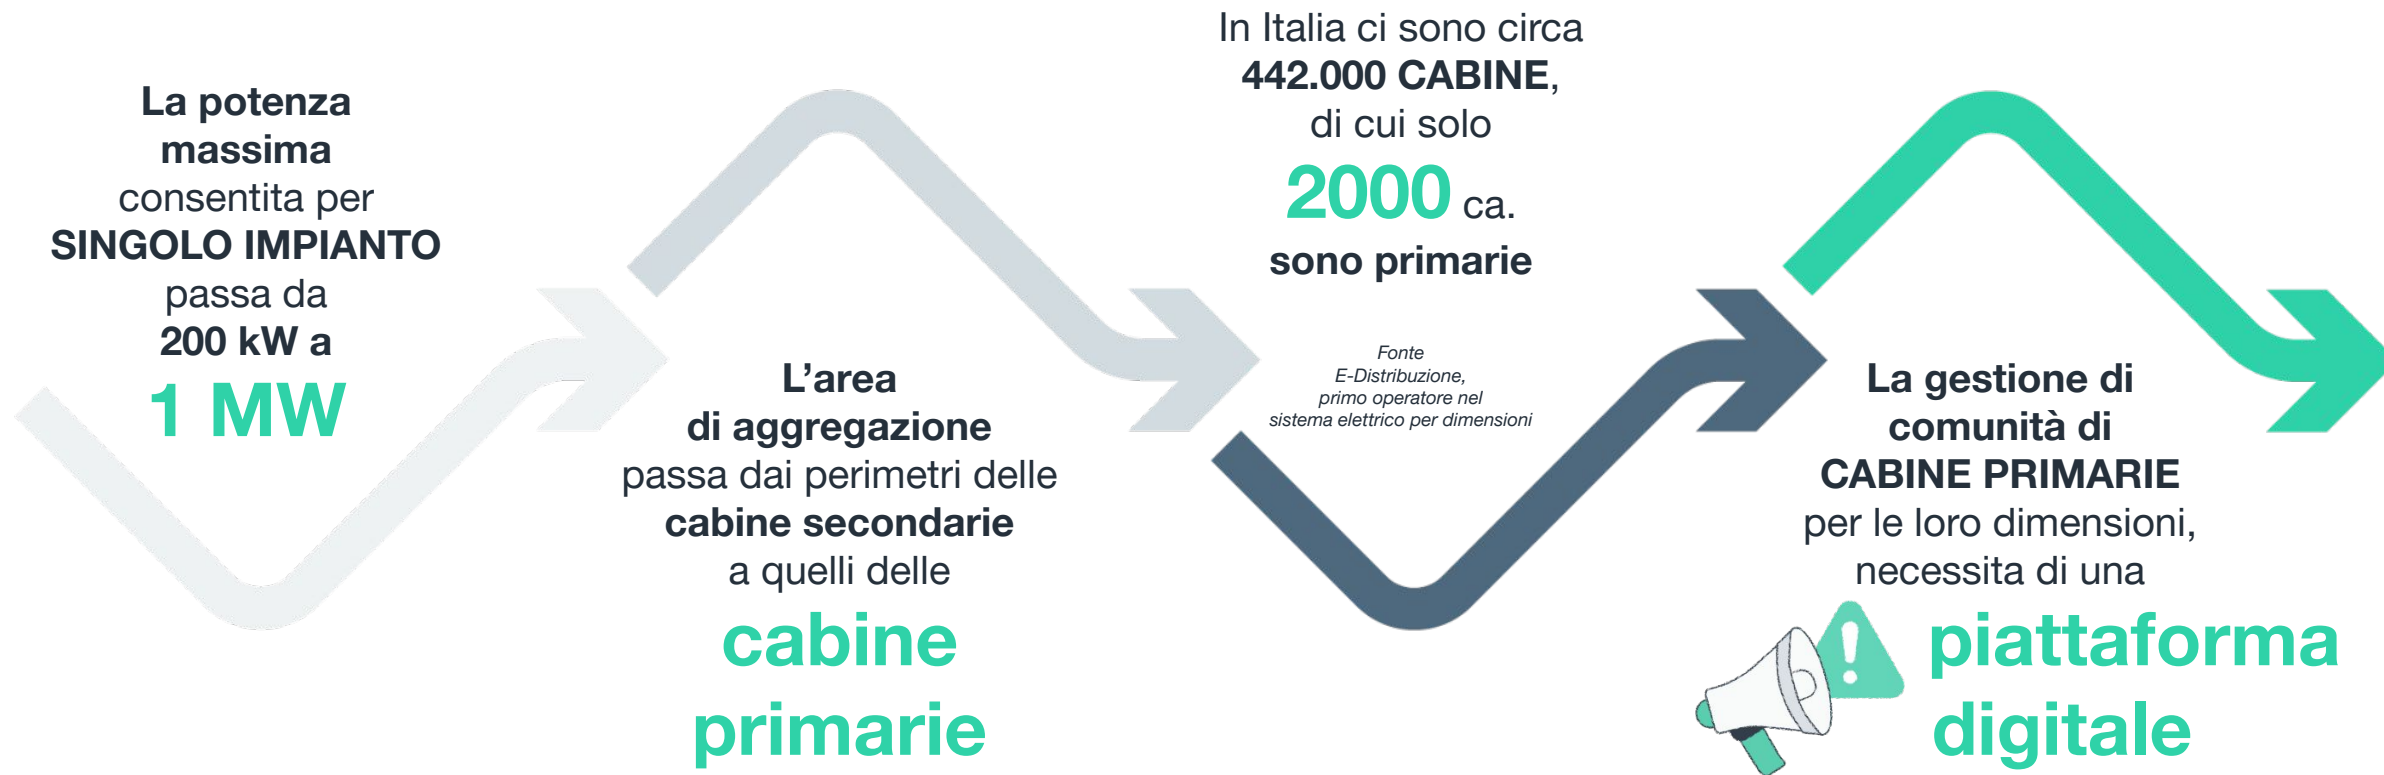 La potenza
massima
consentita per
SINGOLO IMPIANTO
passa da
200 kW a
1 MW
L’area
di aggregazione
passa dai perimetri delle
cabine secondarie
a quelli delle
cabine
primarie
In Italia ci sono circa
442.000 CABINE,
di cui solo
2000 ca.
sono primarie
Fonte
E-Distribuzione,
primo operatore nel
sistema elettrico per dimensioni
La gestione di
comunità di
CABINE PRIMARIE
per le loro dimensioni,
necessita di una
piattaforma
digitale